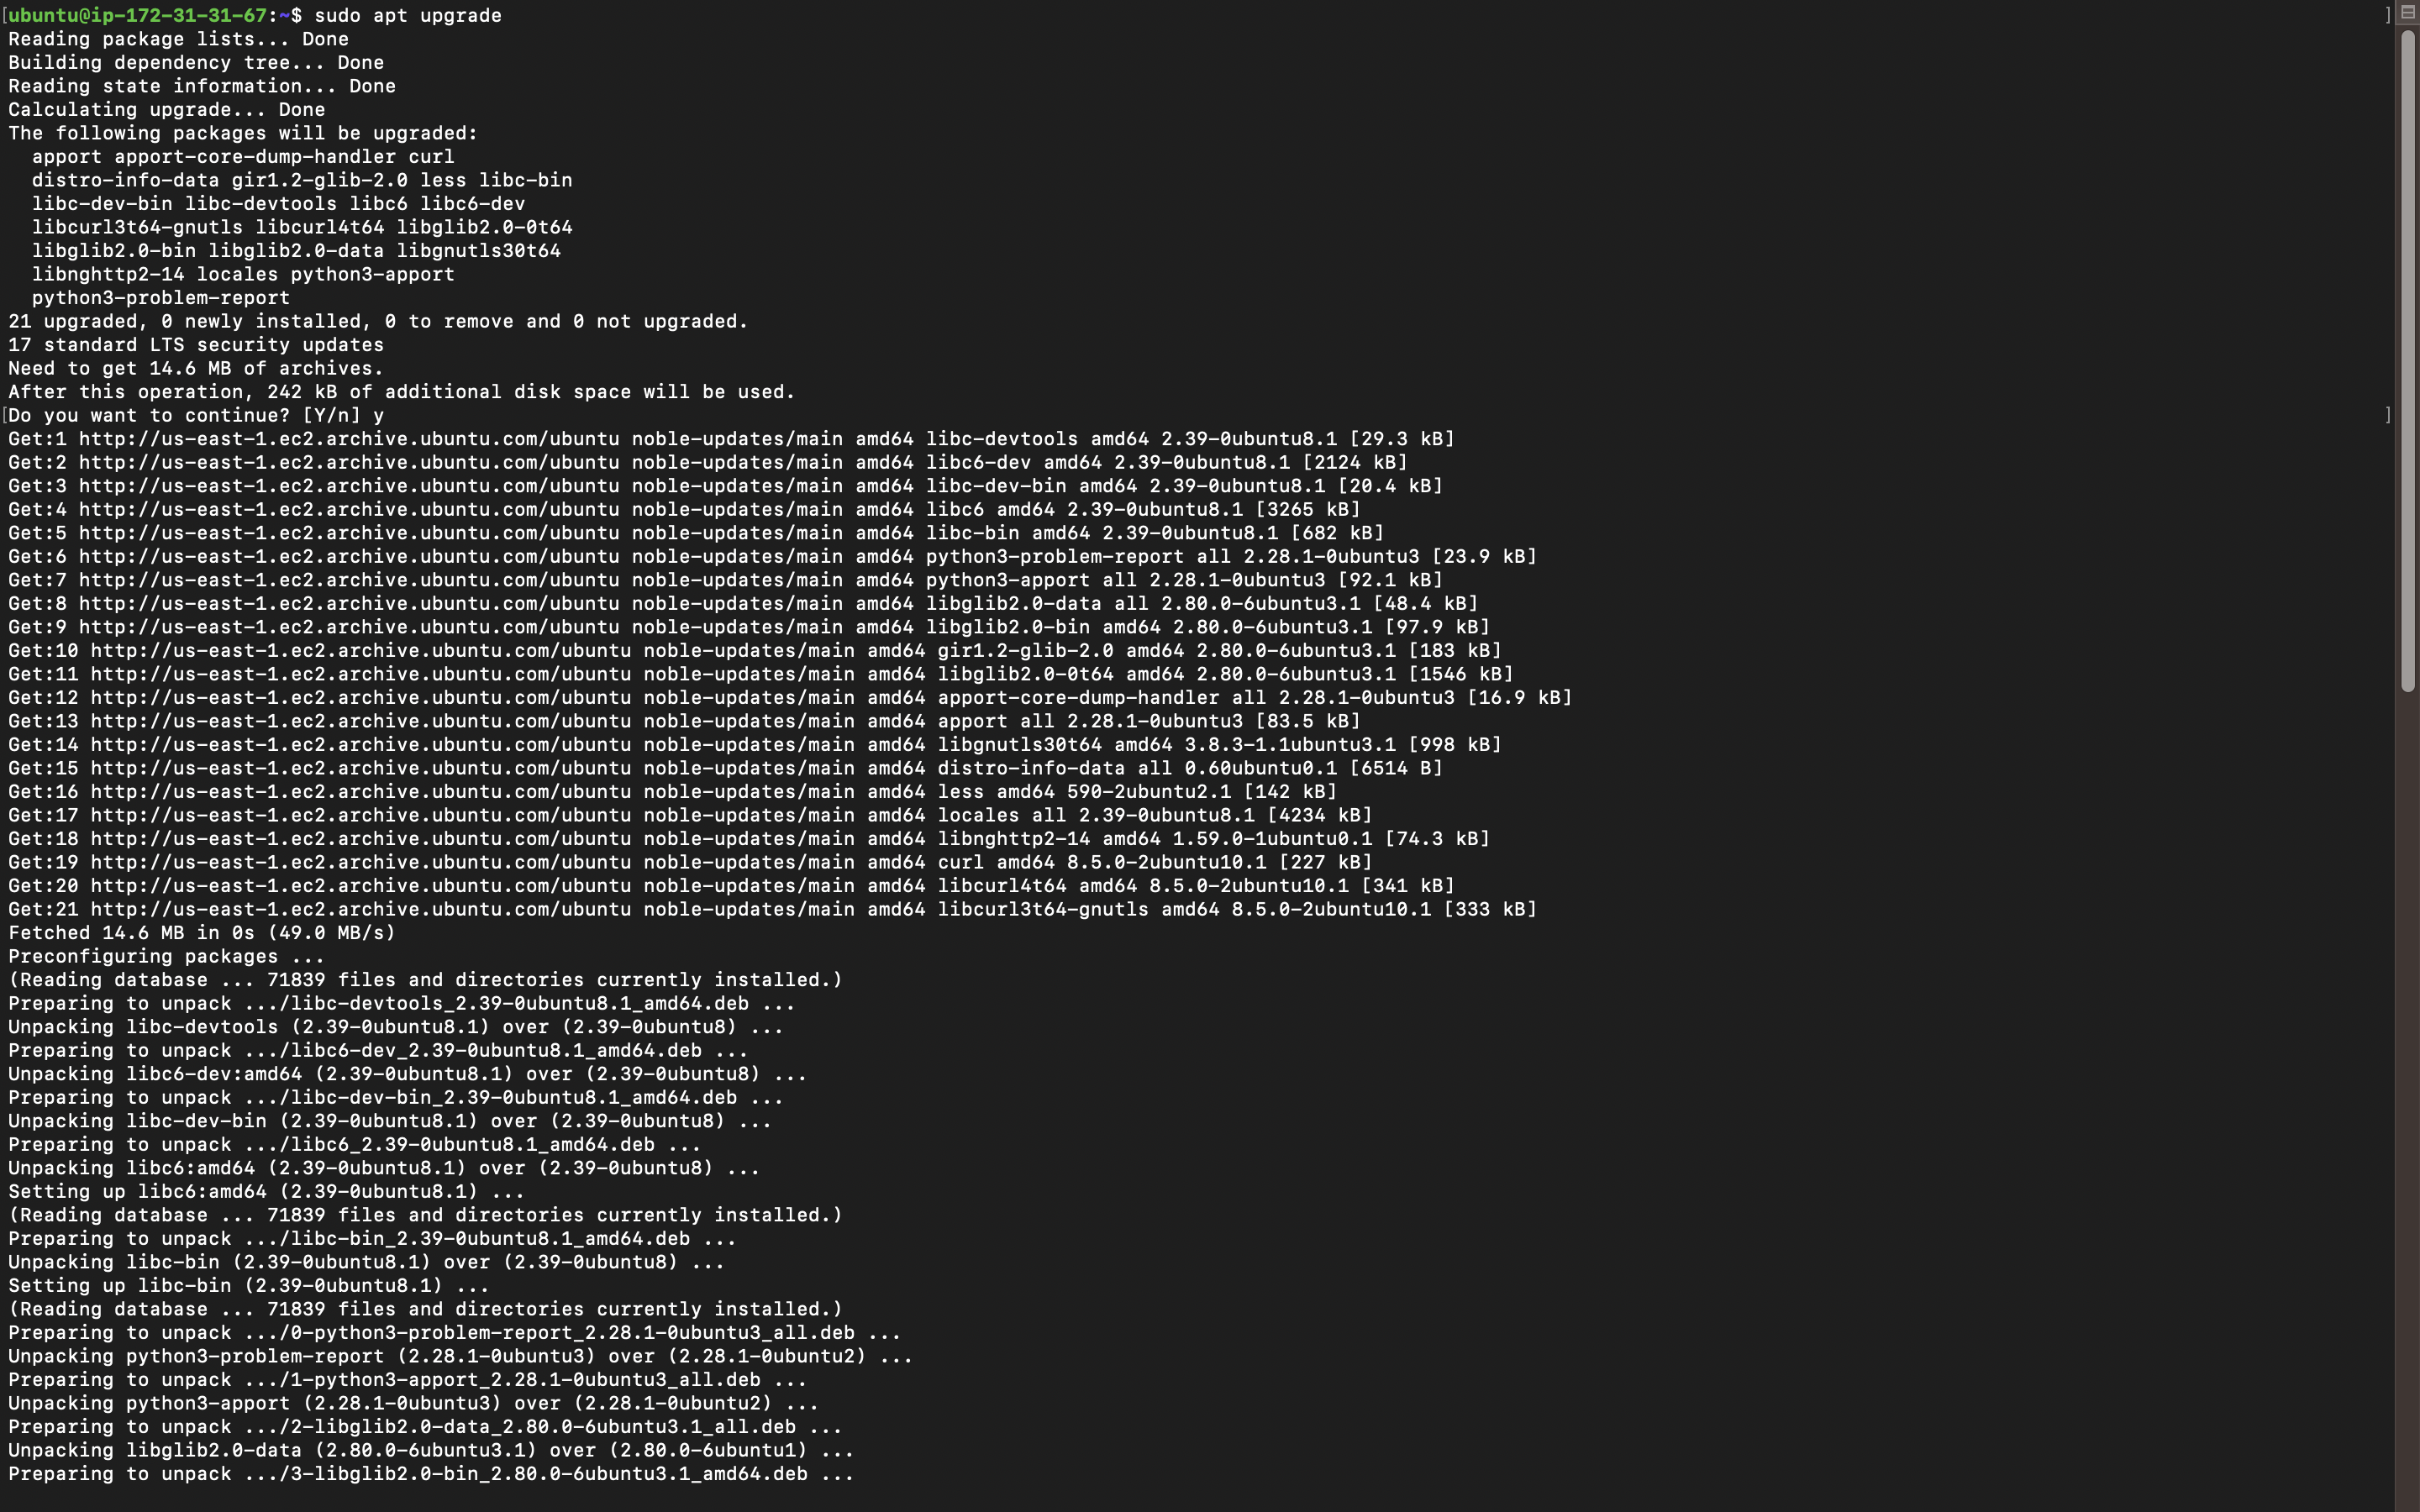 [ubuntu@ip-172-31-31-67:~$ sudo apt upgrade ]
Reading package lists... Done
Building dependency tree... Done
Reading state information... Done
Calculating upgrade... Done
The following packages will be upgraded:
  apport apport-core-dump-handler curl
  distro-info-data gir1.2-glib-2.0 less libc-bin
  libc-dev-bin libc-devtools libc6 libc6-dev
  libcurl3t64-gnutls libcurl4t64 libglib2.0-0t64
  libglib2.0-bin libglib2.0-data libgnutls30t64
  libnghttp2-14 locales python3-apport
  python3-problem-report
21 upgraded, 0 newly installed, 0 to remove and 0 not upgraded.
17 standard LTS security updates
Need to get 14.6 MB of archives.
After this operation, 242 kB of additional disk space will be used.
[Do you want to continue? [Y/n] y ]
Get:1 http://us-east-1.ec2.archive.ubuntu.com/ubuntu noble-updates/main amd64 libc-devtools amd64 2.39-0ubuntu8.1 [29.3 kB]
Get:2 http://us-east-1.ec2.archive.ubuntu.com/ubuntu noble-updates/main amd64 libc6-dev amd64 2.39-0ubuntu8.1 [2124 kB]
Get:3 http://us-east-1.ec2.archive.ubuntu.com/ubuntu noble-updates/main amd64 libc-dev-bin amd64 2.39-0ubuntu8.1 [20.4 kB]
Get:4 http://us-east-1.ec2.archive.ubuntu.com/ubuntu noble-updates/main amd64 libc6 amd64 2.39-0ubuntu8.1 [3265 kB]
Get:5 http://us-east-1.ec2.archive.ubuntu.com/ubuntu noble-updates/main amd64 libc-bin amd64 2.39-0ubuntu8.1 [682 kB]
Get:6 http://us-east-1.ec2.archive.ubuntu.com/ubuntu noble-updates/main amd64 python3-problem-report all 2.28.1-0ubuntu3 [23.9 kB]
Get:7 http://us-east-1.ec2.archive.ubuntu.com/ubuntu noble-updates/main amd64 python3-apport all 2.28.1-0ubuntu3 [92.1 kB]
Get:8 http://us-east-1.ec2.archive.ubuntu.com/ubuntu noble-updates/main amd64 libglib2.0-data all 2.80.0-6ubuntu3.1 [48.4 kB]
Get:9 http://us-east-1.ec2.archive.ubuntu.com/ubuntu noble-updates/main amd64 libglib2.0-bin amd64 2.80.0-6ubuntu3.1 [97.9 kB]
Get:10 http://us-east-1.ec2.archive.ubuntu.com/ubuntu noble-updates/main amd64 gir1.2-glib-2.0 amd64 2.80.0-6ubuntu3.1 [183 kB]
Get:11 http://us-east-1.ec2.archive.ubuntu.com/ubuntu noble-updates/main amd64 libglib2.0-0t64 amd64 2.80.0-6ubuntu3.1 [1546 kB]
Get:12 http://us-east-1.ec2.archive.ubuntu.com/ubuntu noble-updates/main amd64 apport-core-dump-handler all 2.28.1-0ubuntu3 [16.9 kB]
Get:13 http://us-east-1.ec2.archive.ubuntu.com/ubuntu noble-updates/main amd64 apport all 2.28.1-0ubuntu3 [83.5 kB]
Get:14 http://us-east-1.ec2.archive.ubuntu.com/ubuntu noble-updates/main amd64 libgnutls30t64 amd64 3.8.3-1.1ubuntu3.1 [998 kB]
Get:15 http://us-east-1.ec2.archive.ubuntu.com/ubuntu noble-updates/main amd64 distro-info-data all 0.60ubuntu0.1 [6514 B]
Get:16 http://us-east-1.ec2.archive.ubuntu.com/ubuntu noble-updates/main amd64 less amd64 590-2ubuntu2.1 [142 kB]
Get:17 http://us-east-1.ec2.archive.ubuntu.com/ubuntu noble-updates/main amd64 locales all 2.39-0ubuntu8.1 [4234 kB]
Get:18 http://us-east-1.ec2.archive.ubuntu.com/ubuntu noble-updates/main amd64 libnghttp2-14 amd64 1.59.0-1ubuntu0.1 [74.3 kB]
Get:19 http://us-east-1.ec2.archive.ubuntu.com/ubuntu noble-updates/main amd64 curl amd64 8.5.0-2ubuntu10.1 [227 kB]
Get:20 http://us-east-1.ec2.archive.ubuntu.com/ubuntu noble-updates/main amd64 libcurl4t64 amd64 8.5.0-2ubuntu10.1 [341 kB]
Get:21 http://us-east-1.ec2.archive.ubuntu.com/ubuntu noble-updates/main amd64 libcurl3t64-gnutls amd64 8.5.0-2ubuntu10.1 [333 kB]
Fetched 14.6 MB in 0s (49.0 MB/s)
Preconfiguring packages ...
(Reading database ... 71839 files and directories currently installed.)
Preparing to unpack .../libc-devtools_2.39-0ubuntu8.1_amd64.deb ...
Unpacking libc-devtools (2.39-0ubuntu8.1) over (2.39-0ubuntu8) ...
Preparing to unpack .../libc6-dev_2.39-0ubuntu8.1_amd64.deb ...
Unpacking libc6-dev:amd64 (2.39-0ubuntu8.1) over (2.39-0ubuntu8) ...
Preparing to unpack .../libc-dev-bin_2.39-0ubuntu8.1_amd64.deb ...
Unpacking libc-dev-bin (2.39-0ubuntu8.1) over (2.39-0ubuntu8) ...
Preparing to unpack .../libc6_2.39-0ubuntu8.1_amd64.deb ...
Unpacking libc6:amd64 (2.39-0ubuntu8.1) over (2.39-0ubuntu8) ...
Setting up libc6:amd64 (2.39-0ubuntu8.1) ...
(Reading database ... 71839 files and directories currently installed.)
Preparing to unpack .../libc-bin_2.39-0ubuntu8.1_amd64.deb ...
Unpacking libc-bin (2.39-0ubuntu8.1) over (2.39-0ubuntu8) ...
Setting up libc-bin (2.39-0ubuntu8.1) ...
(Reading database ... 71839 files and directories currently installed.)
Preparing to unpack .../0-python3-problem-report_2.28.1-0ubuntu3_all.deb ...
Unpacking python3-problem-report (2.28.1-0ubuntu3) over (2.28.1-0ubuntu2) ...
Preparing to unpack .../1-python3-apport_2.28.1-0ubuntu3_all.deb ...
Unpacking python3-apport (2.28.1-0ubuntu3) over (2.28.1-0ubuntu2) ...
Preparing to unpack .../2-libglib2.0-data_2.80.0-6ubuntu3.1_all.deb ...
Unpacking libglib2.0-data (2.80.0-6ubuntu3.1) over (2.80.0-6ubuntu1) ...
Preparing to unpack .../3-libglib2.0-bin_2.80.0-6ubuntu3.1_amd64.deb ...